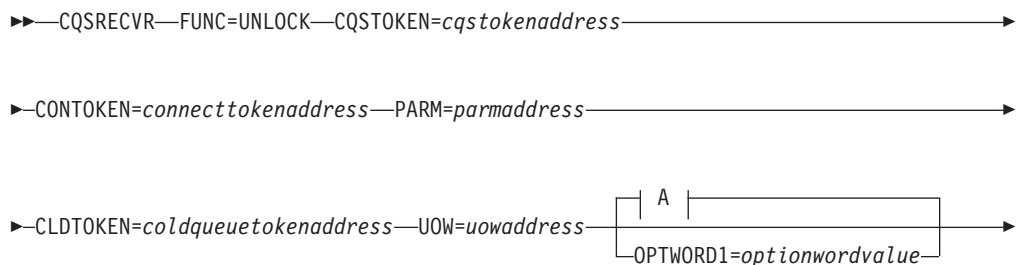 CQSRECVR FUNC=UNLOCK CQSTOKEN=cqstokenaddress
CONTOKEN=connecttokenaddress PARM=parmaddress
A
CLDTOKEN=coldqueuetokenaddress UOW=uowaddress
OPTWORD1=optionwordvalue